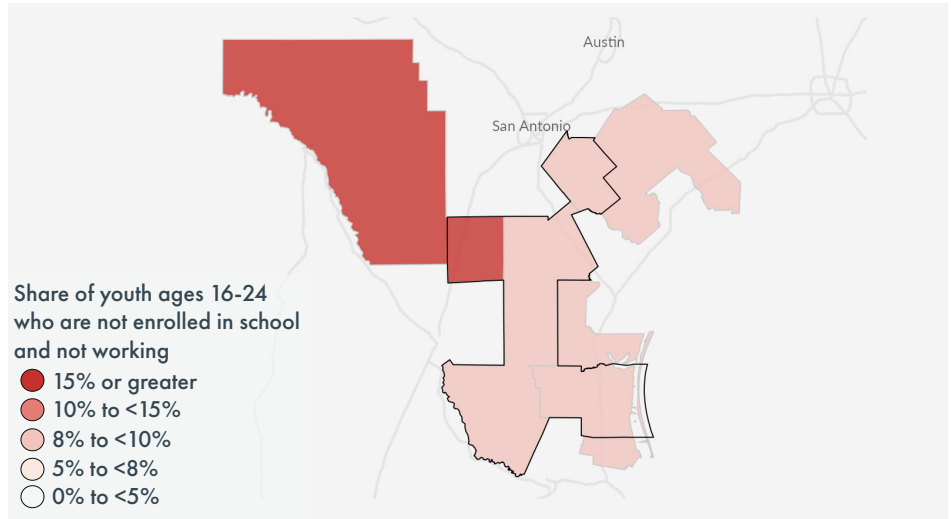 Austin
San Antonio
Share of youth ages 16-24
who are not enrolled in school
and not working
15% or greater
10% to <15%
8% to <10%
5% to <8%
0% to <5%